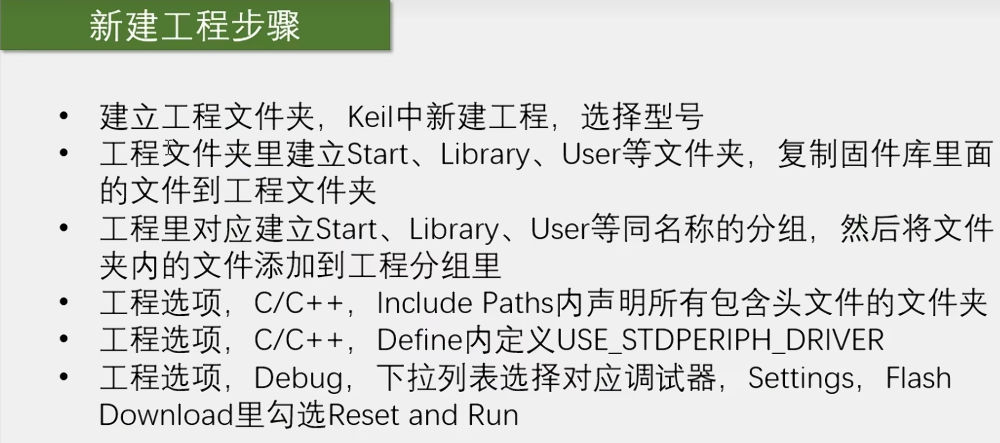 新建工程步骤
• 建立工程文件夹，Keil中新建工程，选择型号
• 工程文件夹里建立Start、Library、User等文件夹，复制固件库里面
的文件到工程文件夹
• 工程里对应建立Start、Library、User等同名称的分组，然后将文件
夹内的文件添加到工程分组里
• 工程选项，C/C++，Include Paths内声明所有包含头文件的文件夹
• 工程选项，C/C++，Define内定义USE_STDPERIPH_DRIVER
• 工程选项，Debug，下拉列表选择对应调试器，Settings，Flash
Download里勾选Reset and Run